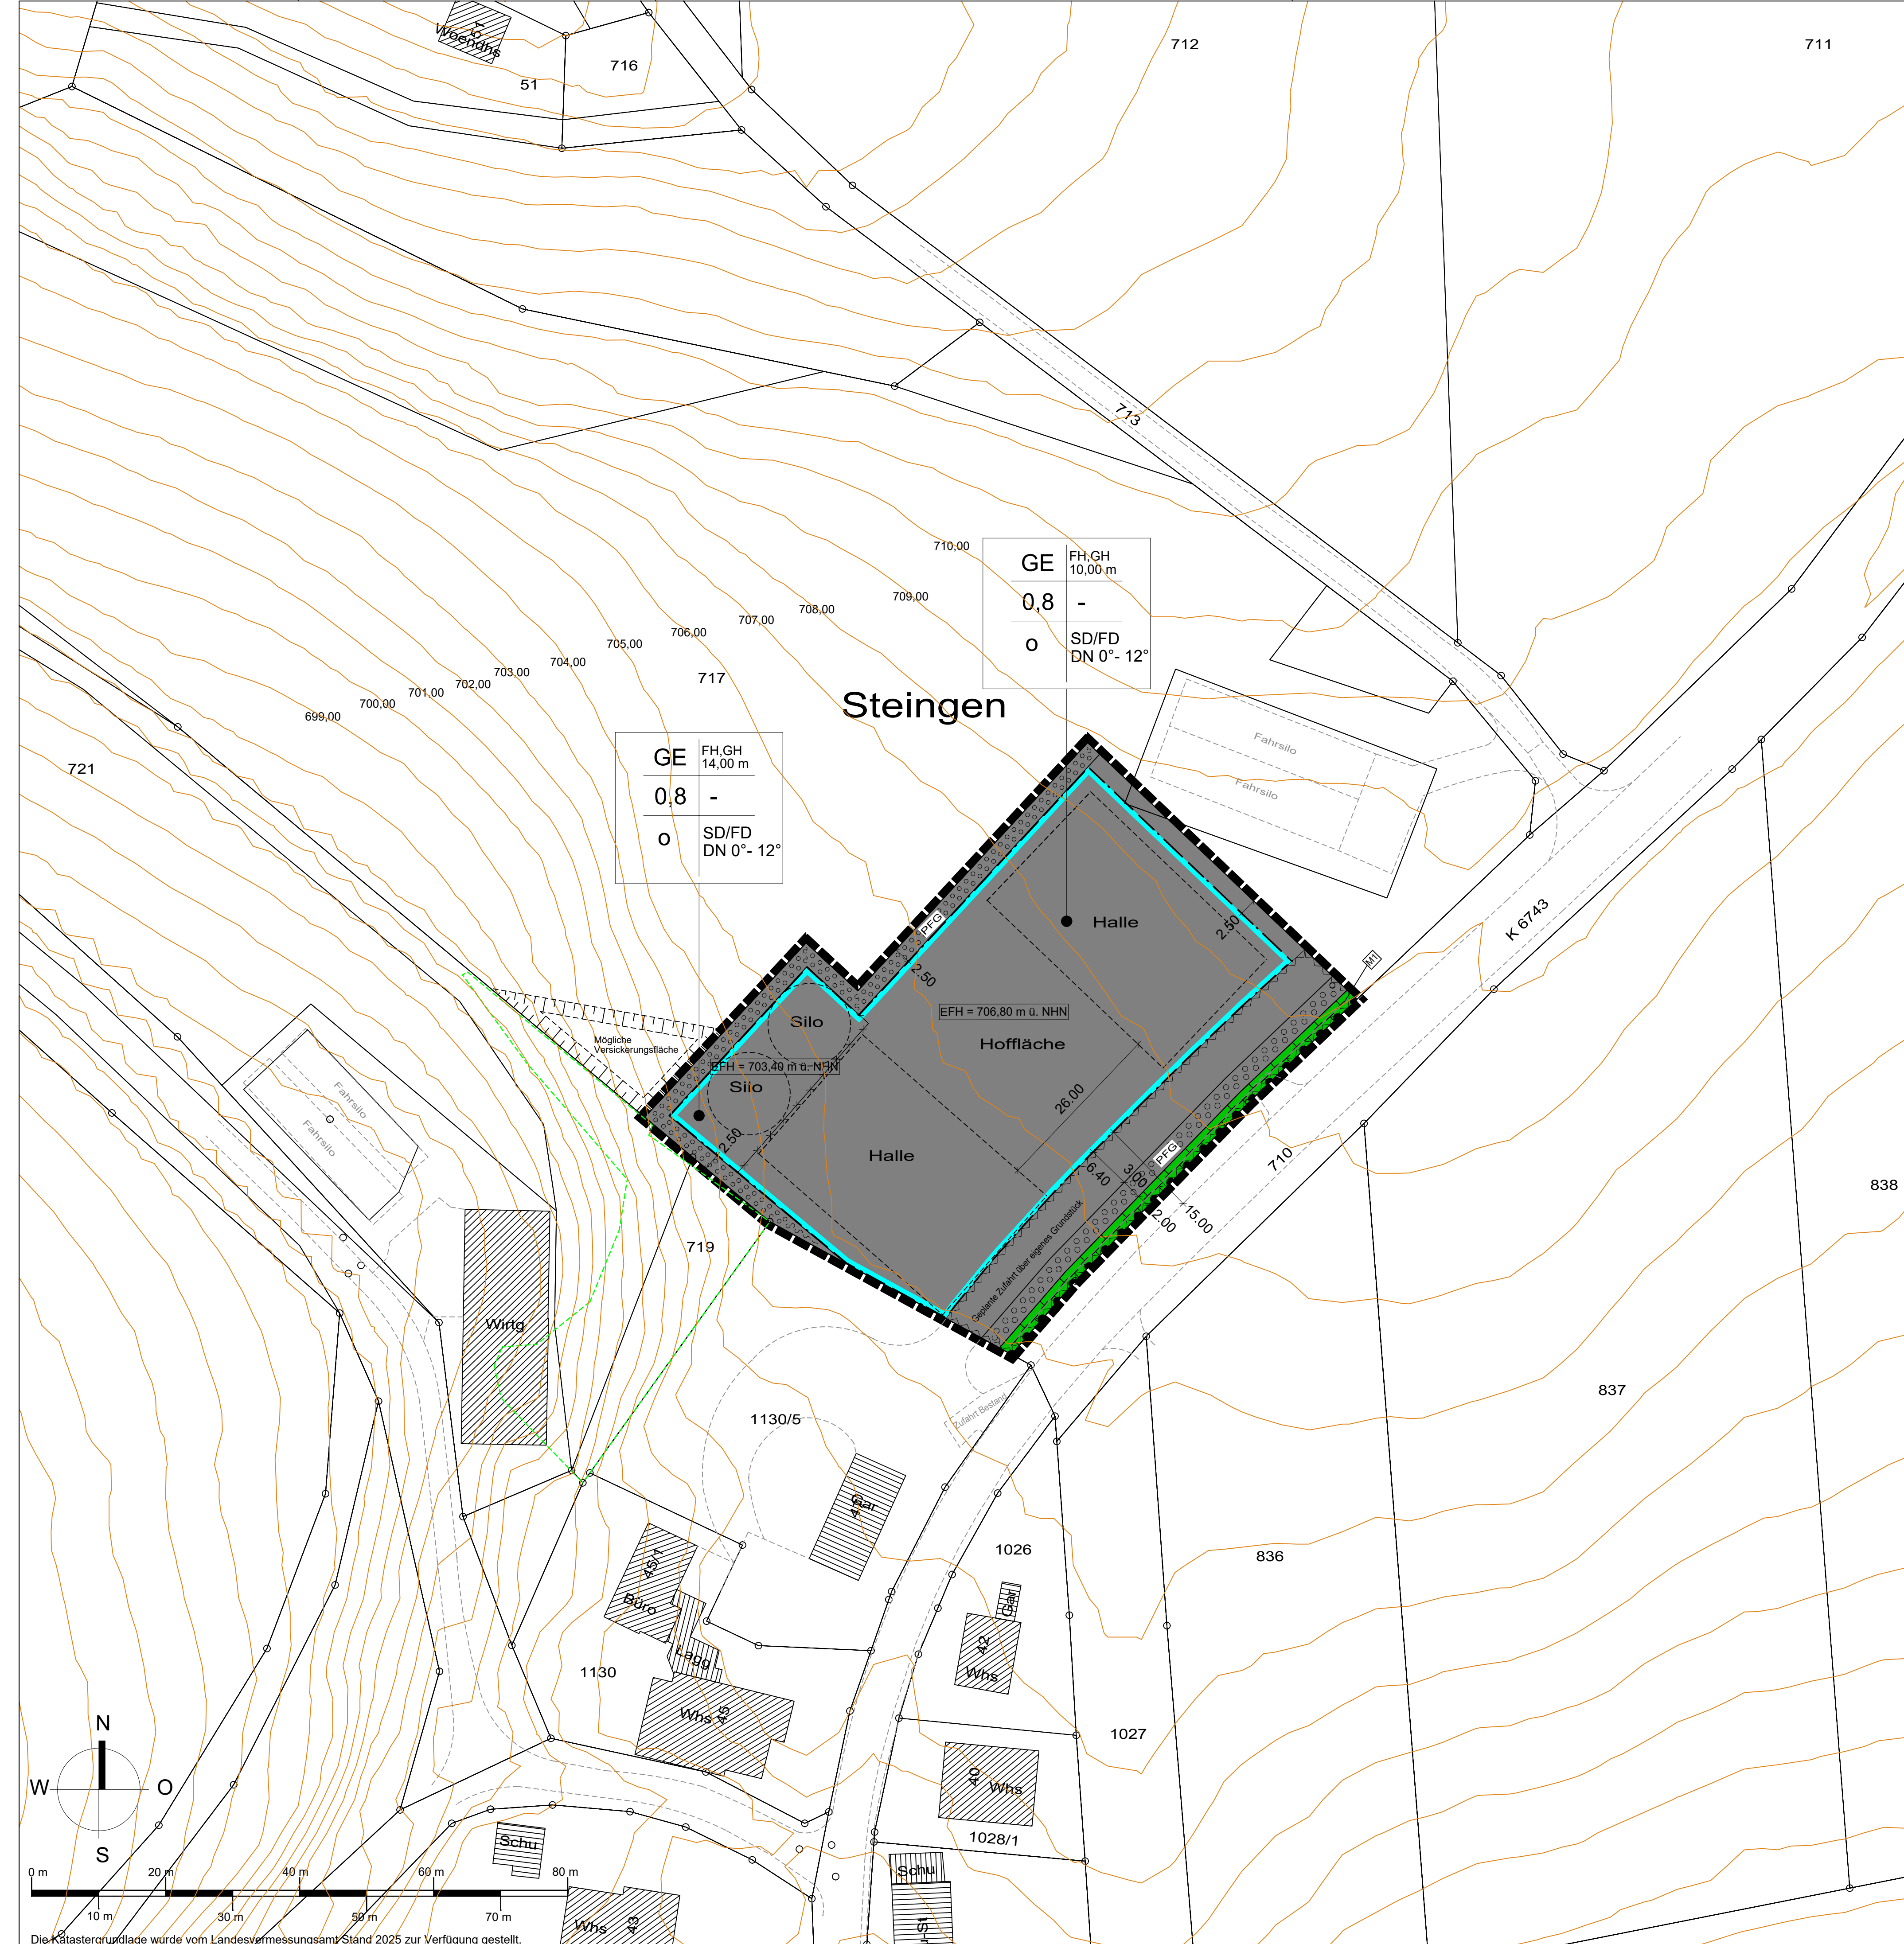 Woendhs
51
716
51
712
711
713
710,00
GE
FH,GH
10,00 m
0,8
-
o
SD/FD
DN 0°- 12°
709,00
708,00
707,00
706,00
705,00
704,00
703,00
702,00
701,00
700,00
699,00
717
Steingen
721
GE
FH,GH
14,00 m
0,8
-
o
SD/FD
DN 0°- 12°
Fahrsilo
Fahrsilo
K 6743
PFG
Halle
2.50
2.50
M1
EFH = 706,80 m ü. NHN
Silo
Hoffläche
Mögliche
Versickerungsfläche
EFH = 703,40 m ü. NHN
Silo
26.00
2.50
Halle
PFG
710
6.40
3.00
2.00
15.00
Geplante Zufahrt über eigenes Grundstück
Fahrsilo
Fahrsilo
838
719
Wirtg
837
Zufahrt Bestand
1130/5
Gar
1026
836
45/1
Büro
Gar
42
Whs
Lagg
1130
Whs
45
1027
N
W
O
S
40
Whs
1028/1
Schu
Schu
0 m
20 m
40 m
60 m
80 m
10 m
30 m
50 m
70 m
Whs
43
-St
Die Katastergrundlage wurde vom Landesvermessungsamt Stand 2025 zur Verfügung gestellt.